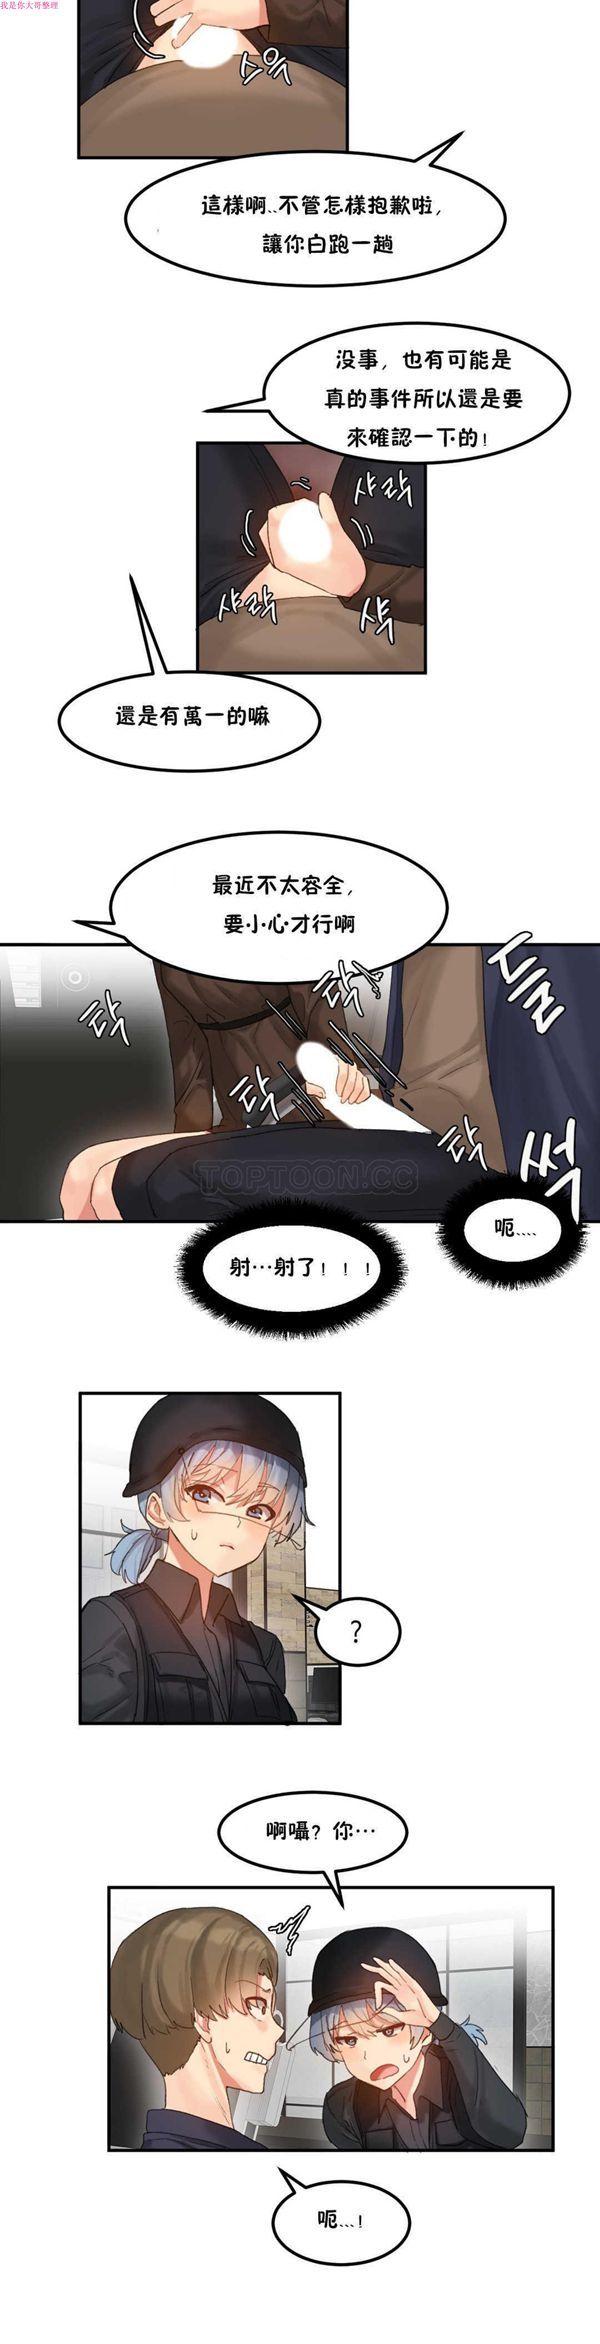 我是你大哥整理
스윽
這樣啊..不管怎樣抱歉啦,
讓你白跑一趟
没事, 也有可能是
真的事件所以還是要
來確認一下的!
샤락
샥
샤락
샥
還是有萬一的嘛
最近不太容全,
要小心才行啊
탁
탁
들
탁
탁
썩
TOPTOON.CC
呃....
射…射了!!!
?
啊囁? 你…
呃...!